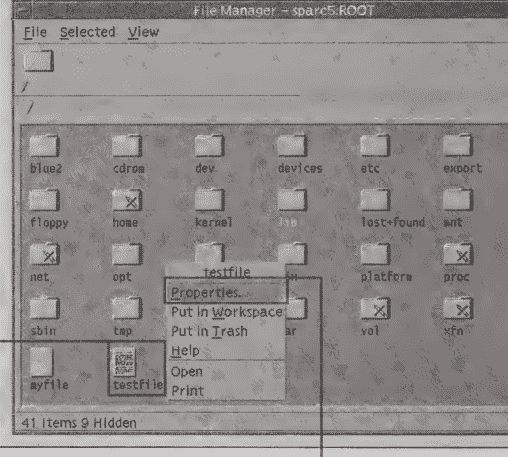 File Manager - sparc5:ROOT
File Selected View
/
/
blue2 cdrom dev devices etc export
floppy home kernel lib lost+found mnt
net opt platform proc
testfile
Properties...
sbin tmp vol xfn
Put in Workspace
Put in Trash
Help
myfile testfile
Open
Print
41 Items 9 Hidden